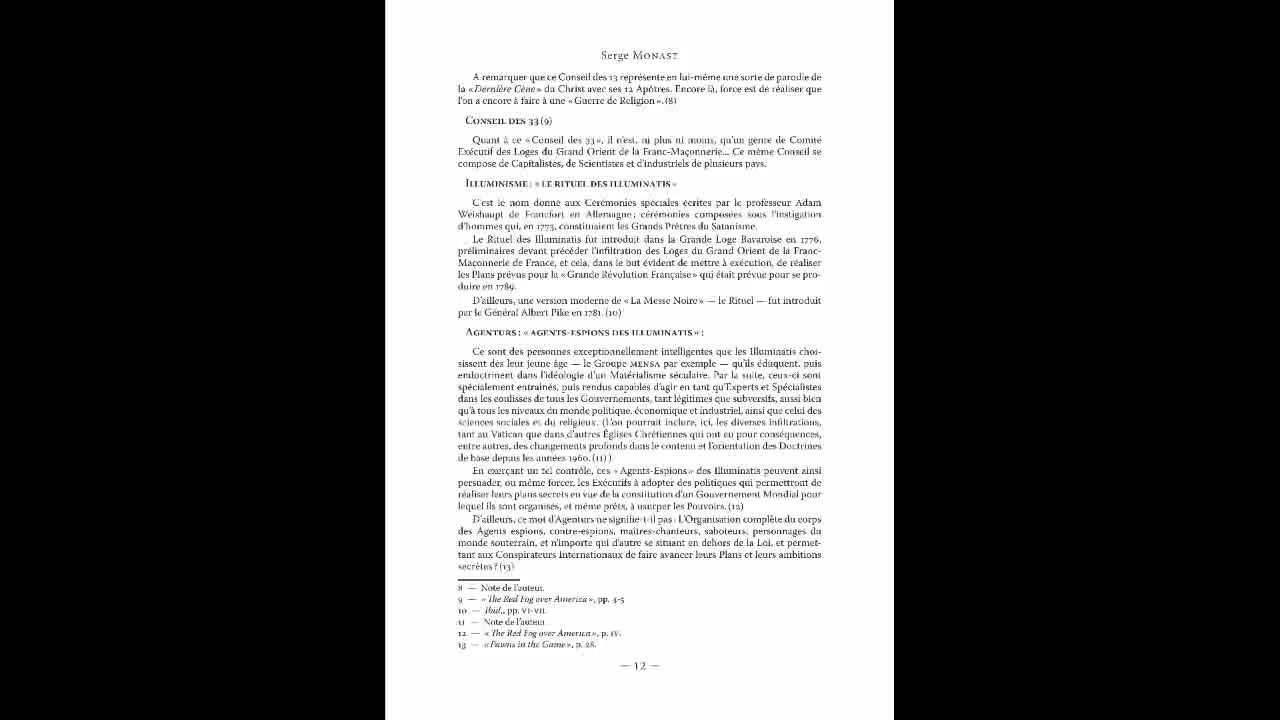 Serge Monast
A remarquer que ce Conseil des 13 représente en lui-même une sorte de parodie de
la « Dernière Cène » du Christ avec ses 12 Apôtres. Encore là, force est de réaliser que
l'on a encore à faire à une « Guerre de Religion ». (8)
Conseil des 33 (9)
Quant à ce « Conseil des 33 », il n'est, ni plus ni moins, qu'un genre de Comité
Exécutif des Loges du Grand Orient de la Franc-Maçonnerie... Ce même Conseil se
compose de Capitalistes, de Scientistes et d'industriels de plusieurs pays.
Illuminisme : « le rituel des illuminatis »
C'est le nom donné aux Cérémonies spéciales écrites par le professeur Adam
Weishaupt de Francfort en Allemagne ; cérémonies composées sous l'instigation
d'hommes qui, en 1773, constituaient les Grands Prêtres du Satanisme.
Le Rituel des Illuminatis fut introduit dans la Grande Loge Bavaroise en 1776,
préliminaires devant précéder l'infiltration des Loges du Grand Orient de la Franc-
Maçonnerie de France, et cela, dans le but évident de mettre à exécution, de réaliser
les Plans prévus pour la « Grande Révolution Française » qui était prévue pour se pro-
duire en 1789.
D'ailleurs, une version moderne de « La Messe Noire » — le Rituel — fut introduit
par le Général Albert Pike en 1781. (10)
Agenturs : « agents-espions des illuminatis » :
Ce sont des personnes exceptionnellement intelligentes que les Illuminatis choi-
sissent dès leur jeune âge — le Groupe MENSA par exemple — qu'ils éduquent, puis
endoctrinent dans l'idéologie d'un Matérialisme séculaire. Par la suite, ceux-ci sont
spécialement entraînés, puis rendus capables d'agir en tant qu'Experts et Spécialistes
dans les coulisses de tous les Gouvernements, tant légitimes que subversifs, aussi bien
qu'à tous les niveaux du monde politique, économique et industriel, ainsi que celui des
sciences sociales et du religieux. (L'on pourrait inclure, ici, les diverses infiltrations,
tant au Vatican que dans d'autres Églises Chrétiennes qui ont eu pour conséquences,
entre autres, des changements profonds dans le contenu et l'orientation des Doctrines
de base depuis les années 1960. (11) ).
En exerçant un tel contrôle, ces « Agents-Espions » des Illuminatis peuvent ainsi
persuader, ou même forcer, les Exécutifs à adopter des politiques qui permettront de
réaliser leurs plans secrets en vue de la constitution d'un Gouvernement Mondial pour
lequel ils sont organisés, et même prêts, à usurper les Pouvoirs. (12)
D'ailleurs, ce mot d'Agenturs ne signifie-t-il pas : L'Organisation complète du corps
des Agents espions, contre-espions, maîtres-chanteurs, saboteurs, personnages du
monde souterrain, et n'importe qui d'autre se situant en dehors de la Loi, et permet-
tant aux Conspirateurs Internationaux de faire avancer leurs Plans et leurs ambitions
secrètes ? (13)
8 — Note de l'auteur.
9 — « The Red Fog over America », pp. 4-5
10 — Ibid., pp. VI-VII.
11 — Note de l'auteur.
12 — « The Red Fog over America », p. IV.
13 — « Pawns in the Game », p. 28.
— 12 —